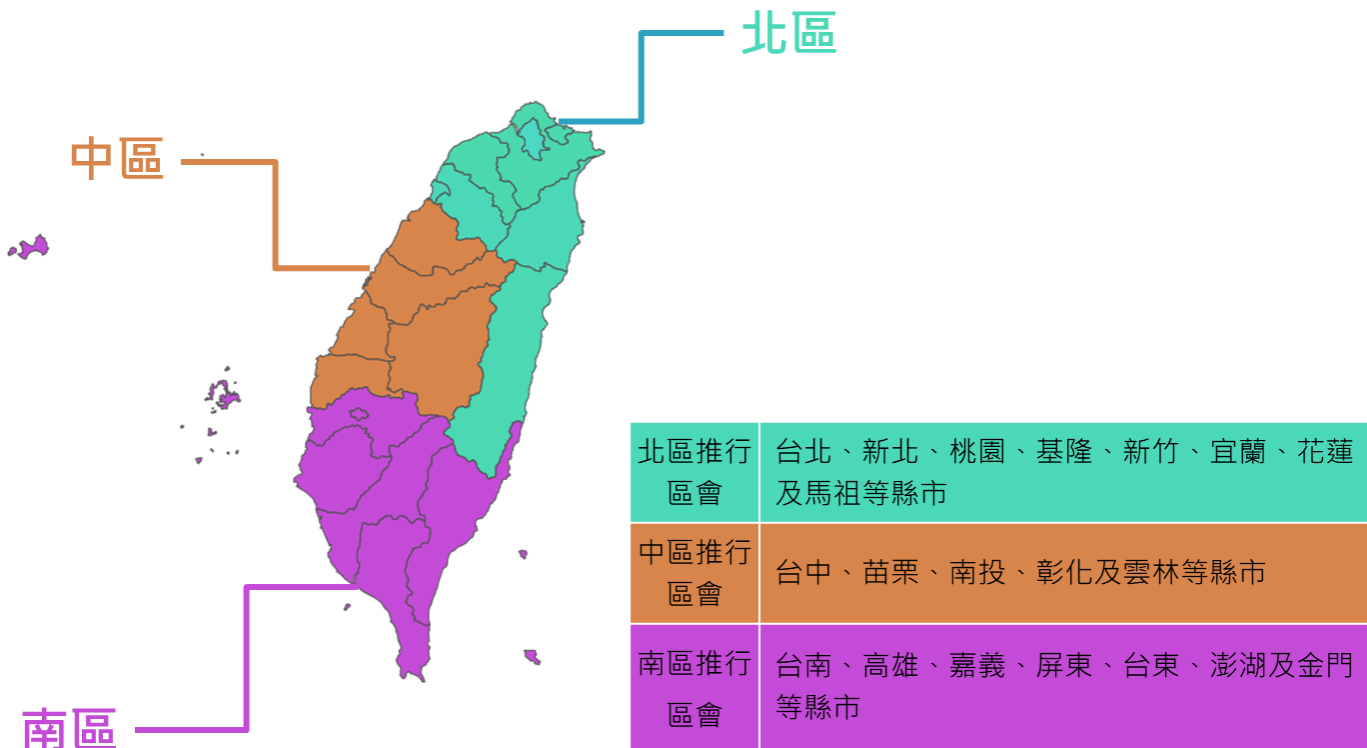 北區
中區
北區推行
區會
台北、新北、桃園、基隆、新竹、宜蘭、花蓮
及馬祖等縣市
中區推行
區會
台中、苗栗、南投、彰化及雲林等縣市
南區推行
區會
台南、高雄、嘉義、屏東、台東、澎湖及金門
等縣市
南區